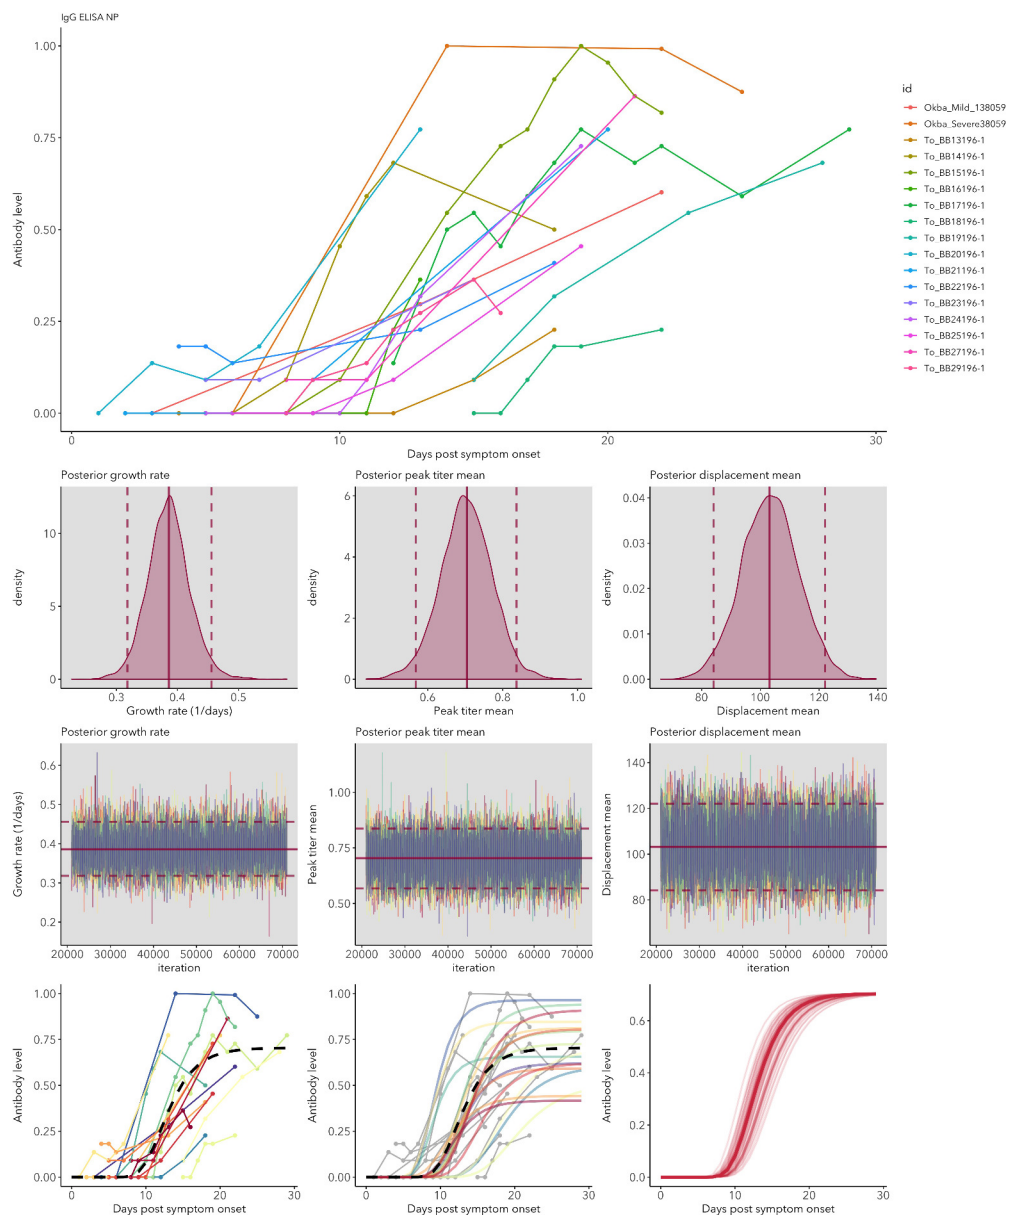 IgG ELISA NP
1.00
0.75
0.50
0.25
0.00
Antibody level
0
10
20
30
Days post symptom onset
id
Okba_Mild_138059
Okba_Severe38059
To_BB13196-1
To_BB14196-1
To_BB15196-1
To_BB16196-1
To_BB17196-1
To_BB18196-1
To_BB19196-1
To_BB20196-1
To_BB21196-1
To_BB22196-1
To_BB23196-1
To_BB24196-1
To_BB25196-1
To_BB27196-1
To_BB29196-1
Posterior growth rate
10
5
0
density
0.3
0.4
0.5
Growth rate (1/days)
Posterior peak titer mean
6
4
2
0
density
0.6
0.8
1.0
Peak titer mean
Posterior displacement mean
0.04
0.03
0.02
0.01
0.00
density
80
100
120
140
Displacement mean
Posterior growth rate
0.6
0.5
0.4
0.3
0.2
Growth rate (1/days)
20000
30000
40000
50000
60000
70000
iteration
Posterior peak titer mean
1.00
0.75
0.50
Peak titer mean
20000
30000
40000
50000
60000
70000
iteration
Posterior displacement mean
140
120
100
80
Displacement mean
20000
30000
40000
50000
60000
70000
iteration
1.00
0.75
0.50
0.25
0.00
Antibody level
0
10
20
30
Days post symptom onset
1.00
0.75
0.50
0.25
0.00
Antibody level
0
10
20
30
Days post symptom onset
0.6
0.4
0.2
0.0
Antibody level
0
10
20
30
Days post symptom onset